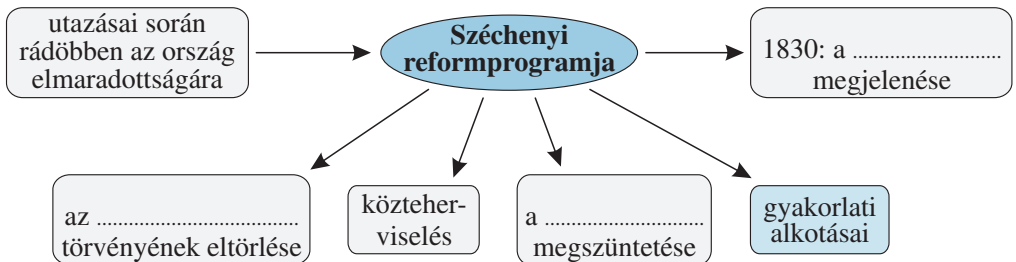 utazásai során
rádöbben az ország
elmaradottságára
Széchenyi
reformprogramja
1830: a ............................
megjelenése
az ......................................
törvényének eltörlése
közteher-
viselés
a ...............................
megszüntetése
gyakorlati
alkotásai